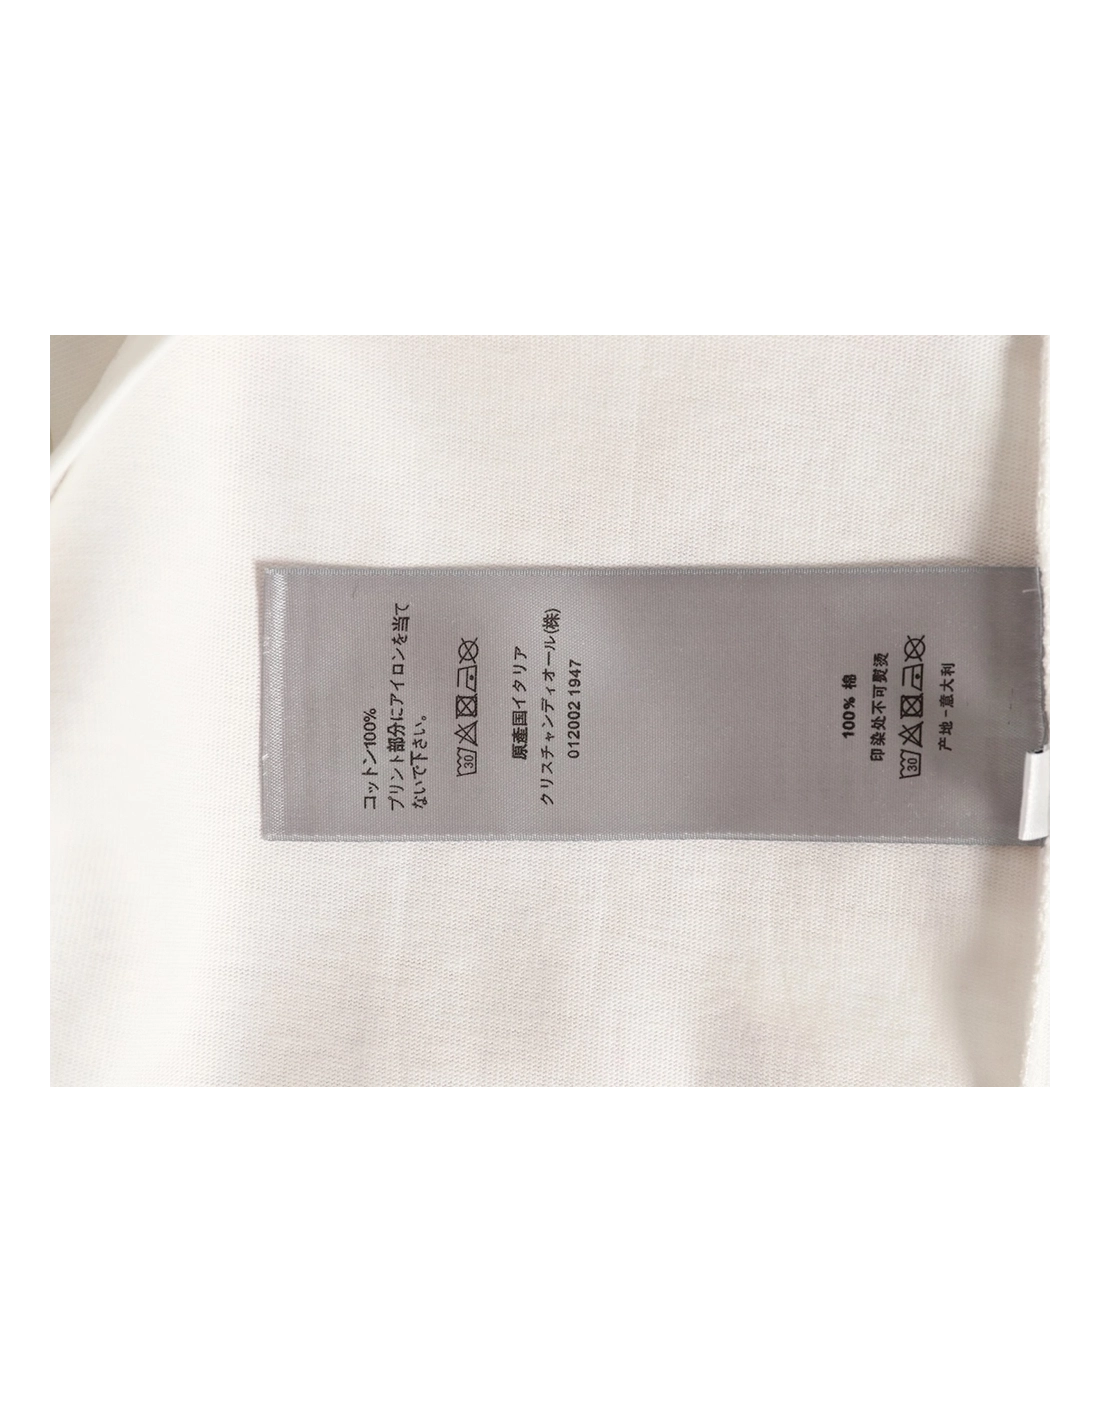 コットン100%
プリント部分にアイロンを当て
ないで下さい。
30
原產国イタリア
クリスチャンディオール(株)
012002 1947
100% 棉
印染处不可熨烫
30
产地-意大利